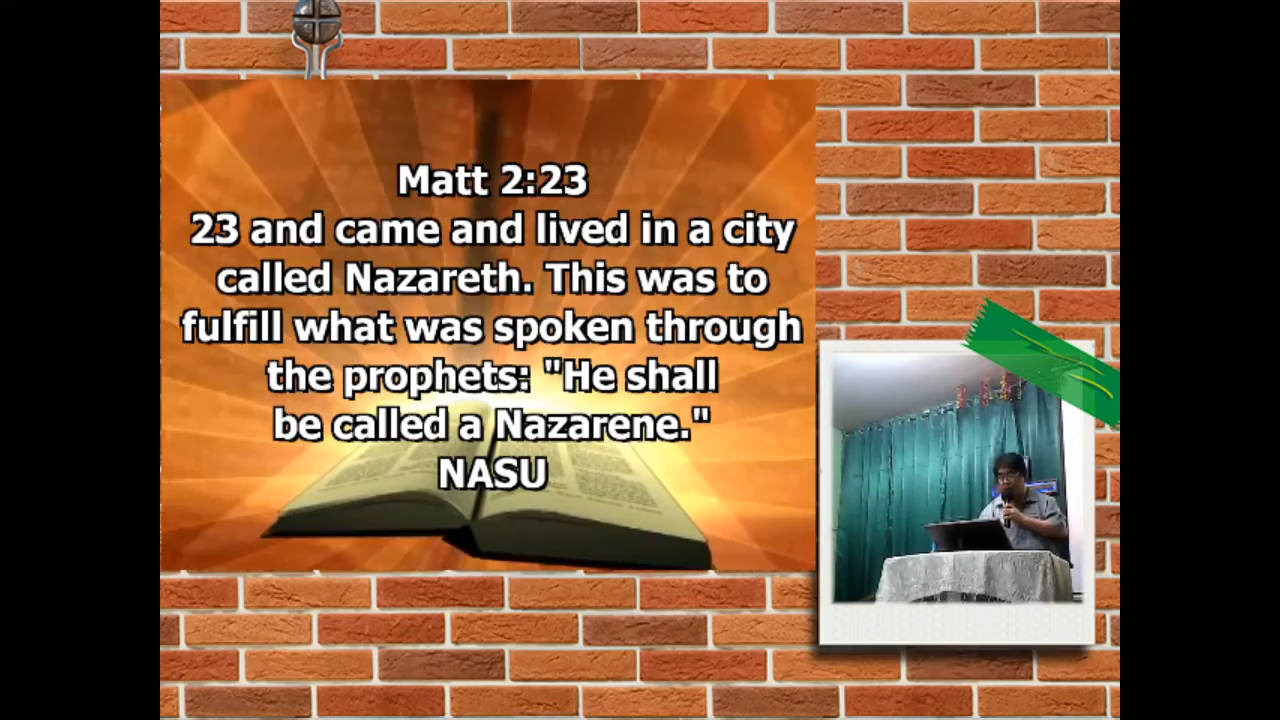 Matt 2:23
23 and came and lived in a city
called Nazareth. This was to
fulfill what was spoken through
the prophets: "He shall
be called a Nazarene."
NASU